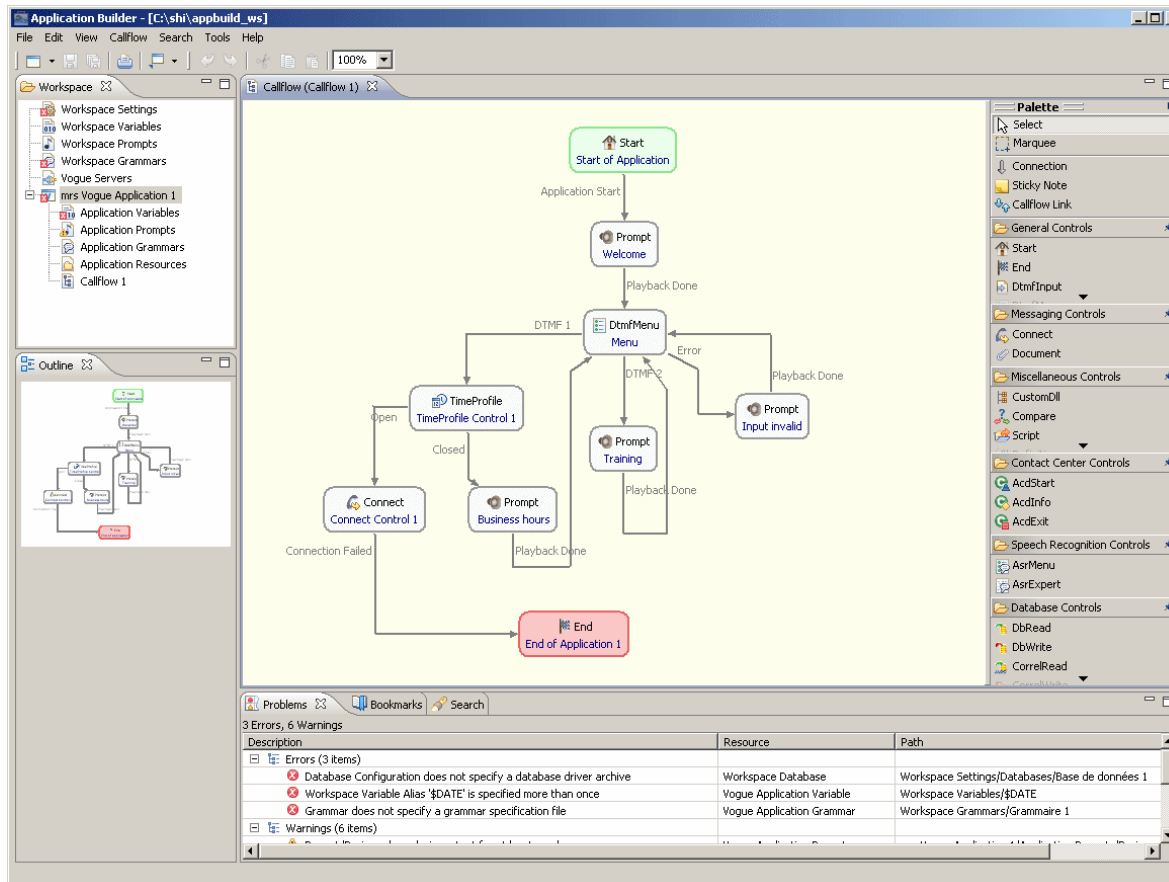 Application Builder - [C:\shi\appbuild_ws]
File Edit View Callflow Search Tools Help
100%
Workspace
Workspace Settings
Workspace Variables
Workspace Prompts
Workspace Grammars
Vogue Servers
mrs Vogue Application 1
Application Variables
Application Prompts
Application Grammars
Application Resources
Callflow 1
Outline
Callflow (Callflow 1)
Start
Start of Application
Application Start
Prompt
Welcome
Playback Done
DtmfMenu
Menu
DTMF 1
Error
DTMF 2
Playback Done
TimeProfile
TimeProfile Control 1
Open
Closed
Prompt
Input invalid
Prompt
Training
Playback Done
Connect
Connect Control 1
Prompt
Business hours
Connection Failed
Playback Done
End
End of Application 1
Palette
Select
Marquee
Connection
Sticky Note
Callflow Link
General Controls
Start
End
DtmfInput
Messaging Controls
Connect
Document
Miscellaneous Controls
CustomDll
Compare
Script
Contact Center Controls
AcdStart
AcdInfo
AcdExit
Speech Recognition Controls
AsrMenu
AsrExpert
Database Controls
DbRead
DbWrite
CorrelRead
Problems Bookmarks Search
3 Errors, 6 Warnings
Description Resource Path
Errors (3 items)
Database Configuration does not specify a database driver archive Workspace Database Workspace Settings/Databases/Base de données 1
Workspace Variable Alias '$DATE' is specified more than once Vogue Application Variable Workspace Variables/$DATE
Grammar does not specify a grammar specification file Vogue Application Grammar Workspace Grammars/Grammaire 1
Warnings (6 items)